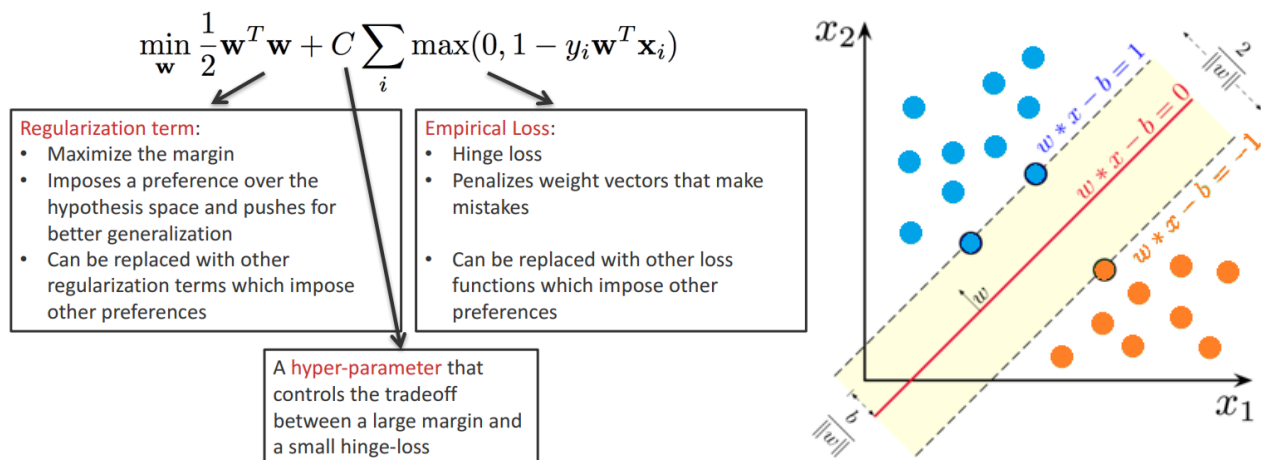 min_w 1/2 w^T w + C ∑_i max(0, 1 − y_i w^T x_i)
Regularization term:
• Maximize the margin
• Imposes a preference over the
hypothesis space and pushes for
better generalization
• Can be replaced with other
regularization terms which impose
other preferences
Empirical Loss:
• Hinge loss
• Penalizes weight vectors that make
mistakes
• Can be replaced with other loss
functions which impose other
preferences
A hyper-parameter that
controls the tradeoff
between a large margin and
a small hinge-loss
x_2
2/‖w‖
w * x − b = 1
w * x − b = 0
w * x − b = −1
w
b/‖w‖
x_1